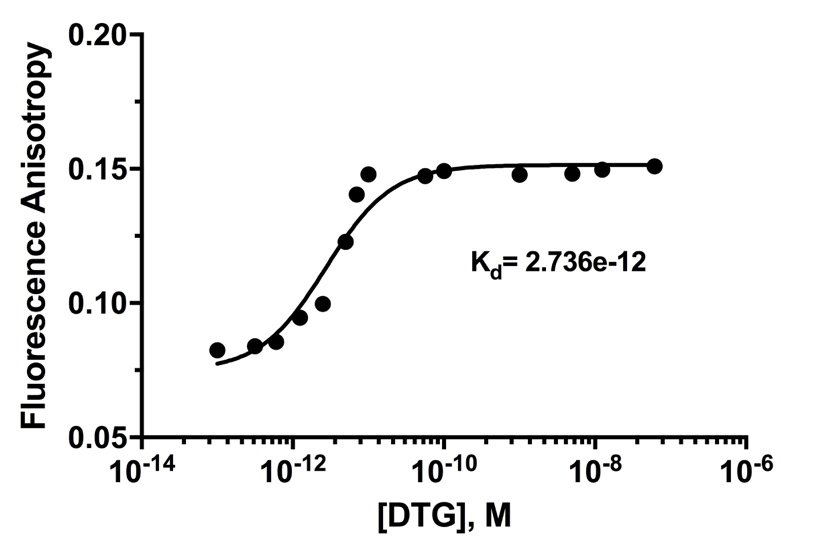 Fluorescence Anisotropy
0.20
0.15
0.10
0.05
K_d= 2.736e-12
10^-14 10^-12 10^-10 10^-8 10^-6
[DTG], M